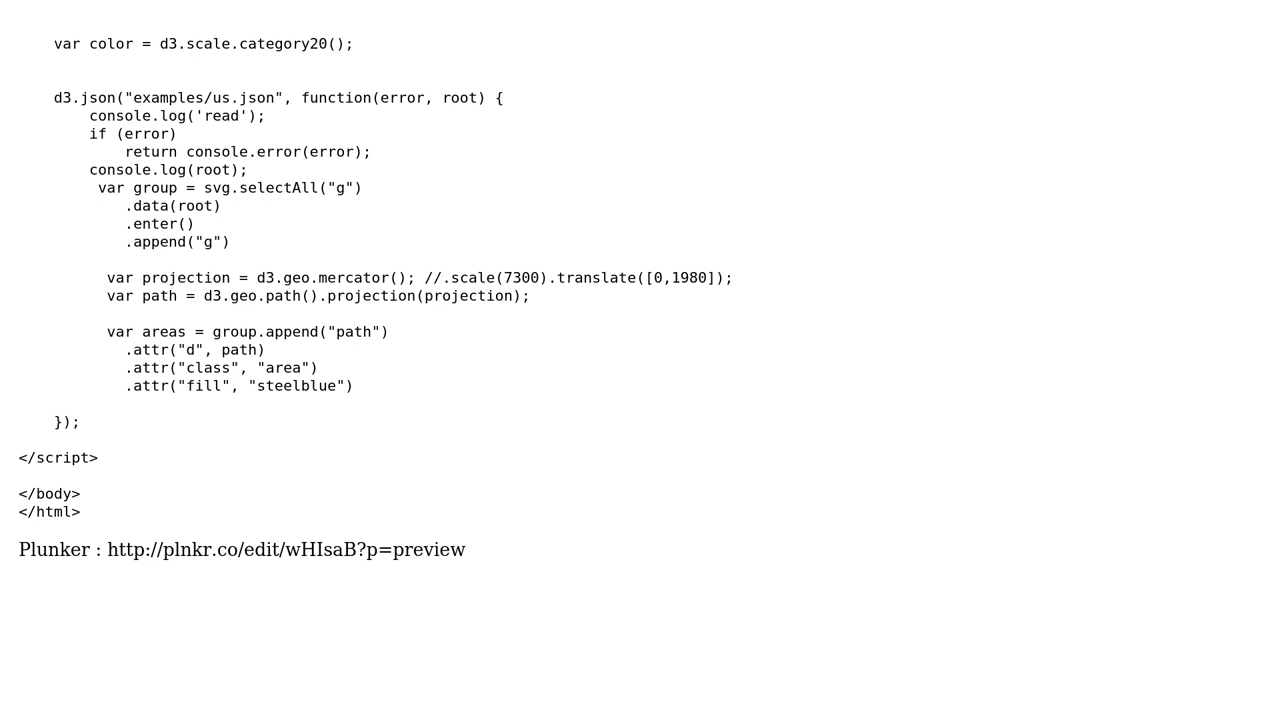 var color = d3.scale.category20();
d3.json("examples/us.json", function(error, root) {
console.log('read');
if (error)
return console.error(error);
console.log(root);
var group = svg.selectAll("g")
.data(root)
.enter()
.append("g")
var projection = d3.geo.mercator(); //.scale(7300).translate([0,1980]);
var path = d3.geo.path().projection(projection);
var areas = group.append("path")
.attr("d", path)
.attr("class", "area")
.attr("fill", "steelblue")
});
</script>
</body>
</html>
Plunker : http://plnkr.co/edit/wHIsaB?p=preview